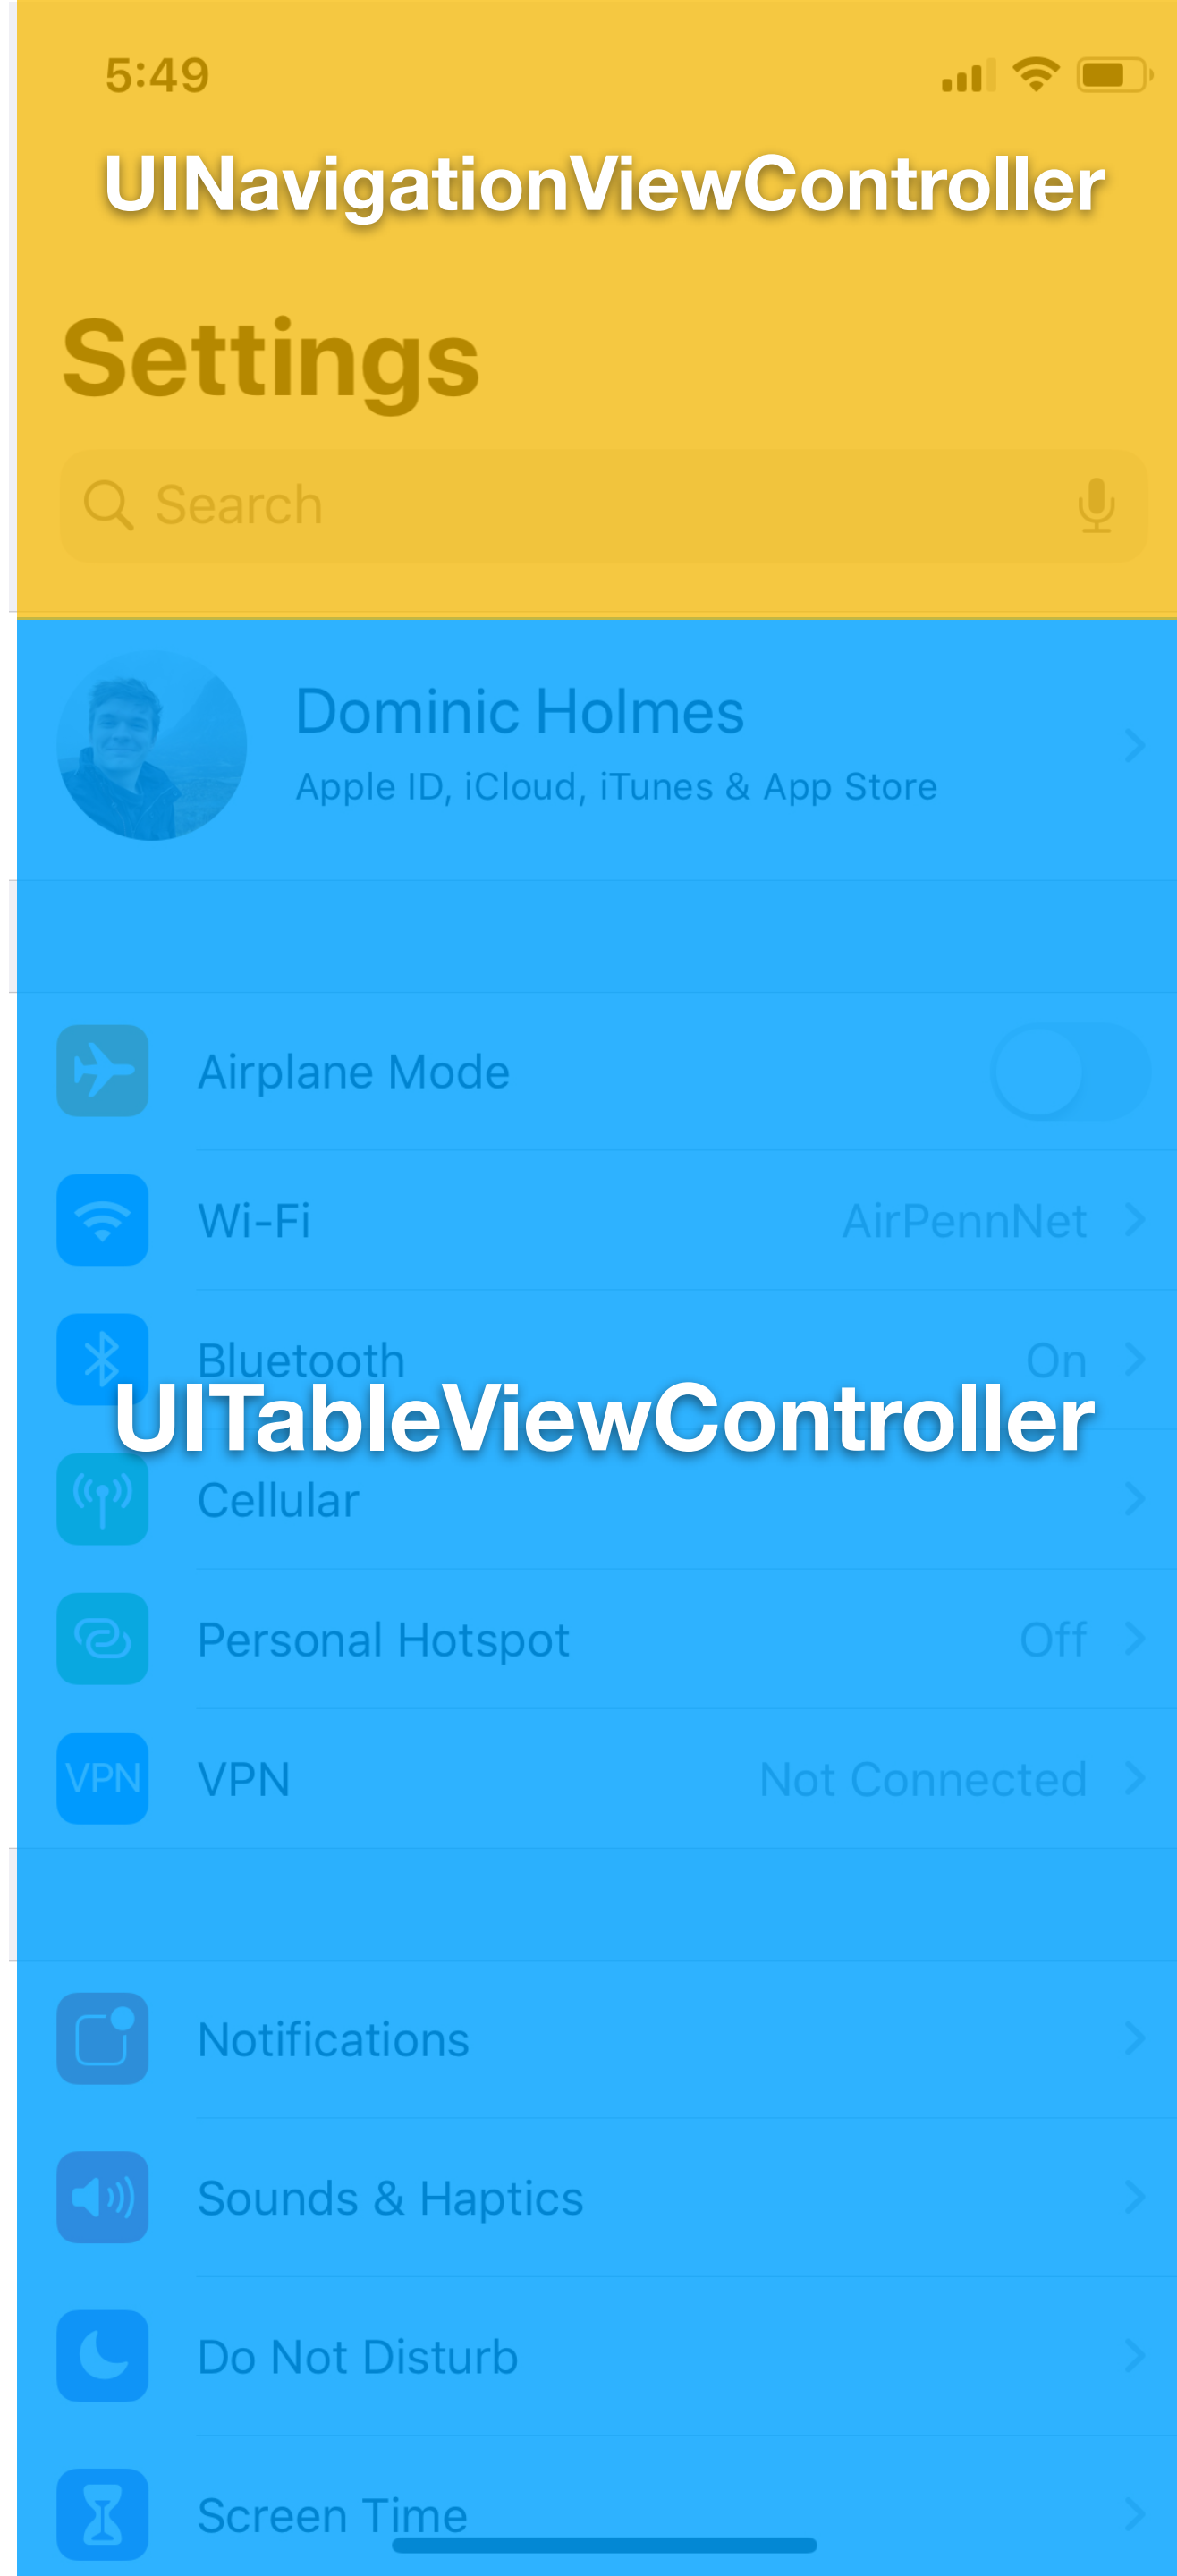 5:49
UINavigationViewController
Settings
Search
Dominic Holmes
Apple ID, iCloud, iTunes & App Store
Airplane Mode
Wi-Fi AirPennNet
Bluetooth On
UITableViewController
Cellular
Personal Hotspot Off
VPN VPN Not Connected
Notifications
Sounds & Haptics
Do Not Disturb
Screen Time